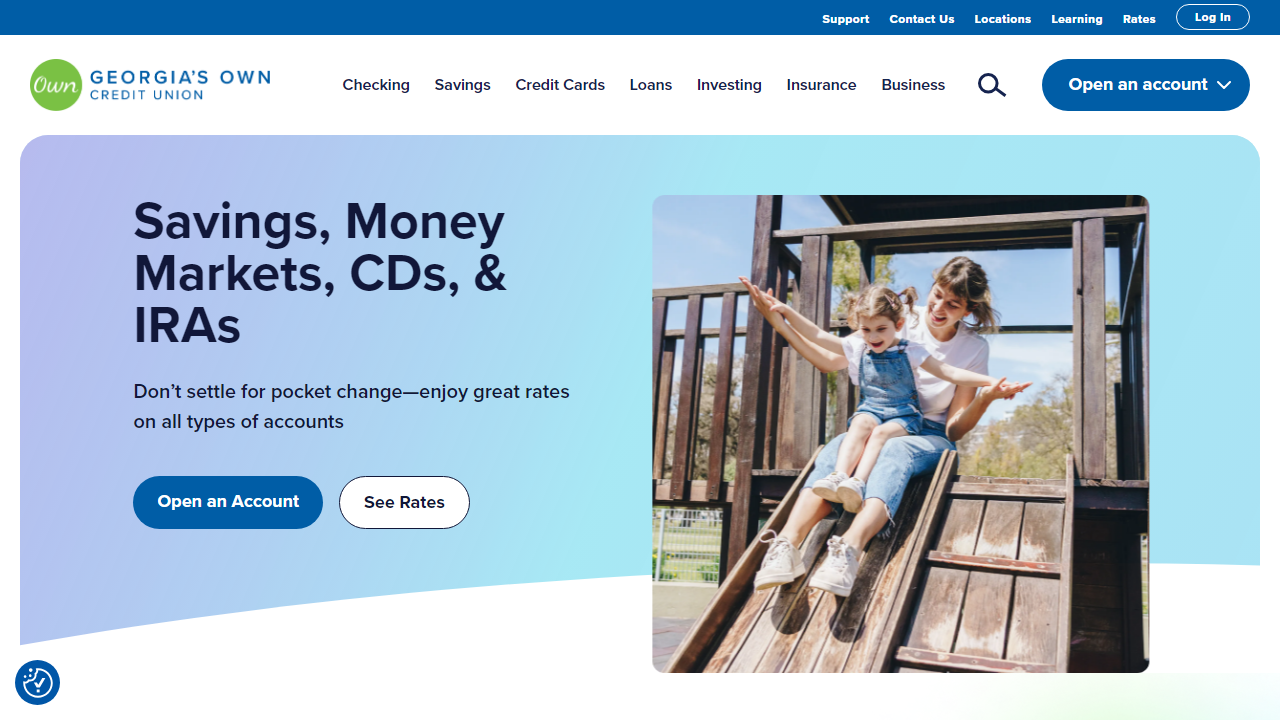 Support Contact Us Locations Learning Rates Log In
Own GEORGIA'S OWN
CREDIT UNION
Checking Savings Credit Cards Loans Investing Insurance Business Open an account
Savings, Money
Markets, CDs, &
IRAs
Don't settle for pocket change—enjoy great rates
on all types of accounts
Open an Account See Rates